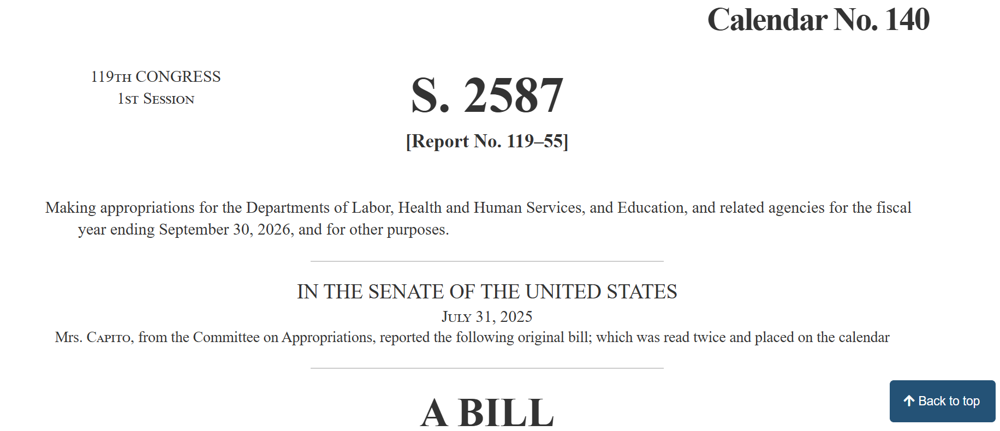 Calendar No. 140
119TH CONGRESS
1ST SESSION
S. 2587
[Report No. 119–55]
Making appropriations for the Departments of Labor, Health and Human Services, and Education, and related agencies for the fiscal
year ending September 30, 2026, and for other purposes.
IN THE SENATE OF THE UNITED STATES
JULY 31, 2025
Mrs. CAPITO, from the Committee on Appropriations, reported the following original bill; which was read twice and placed on the calendar
Back to top
A BILL